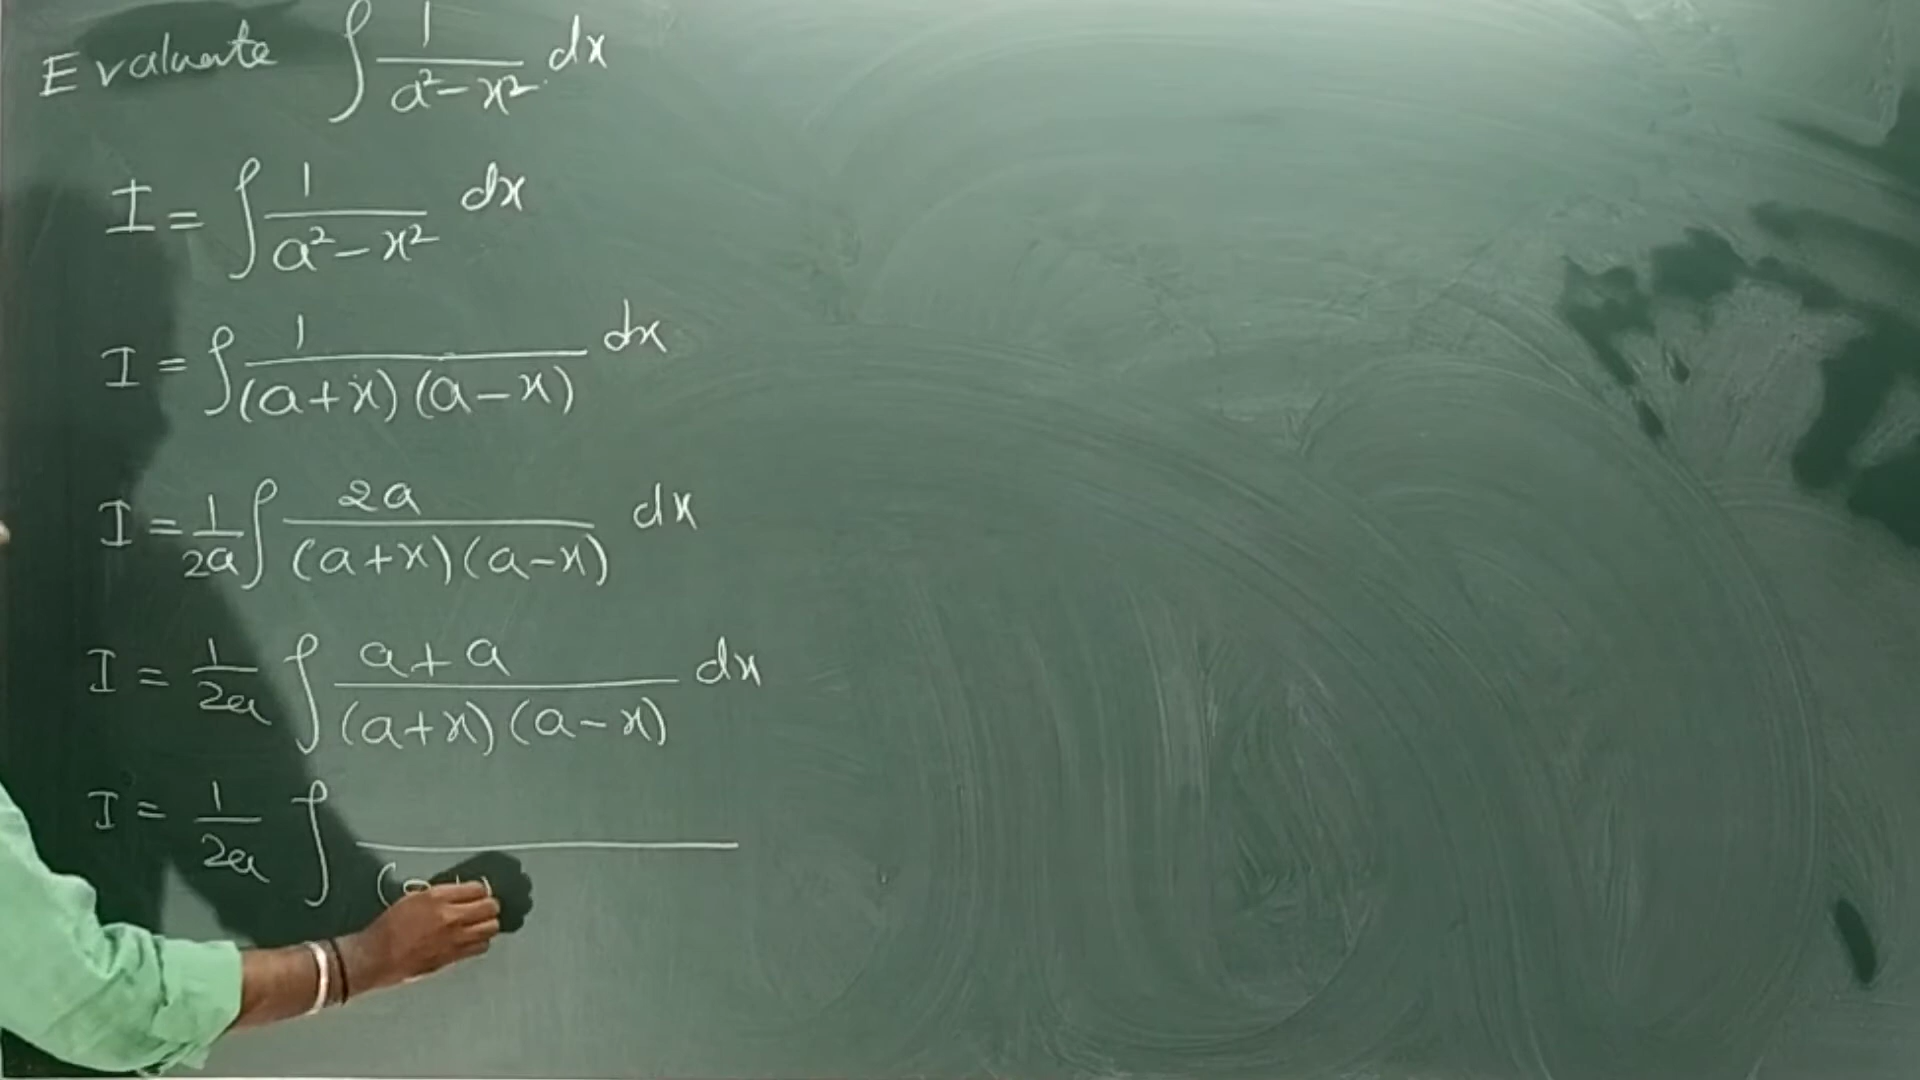 Evaluate ∫ 1/(a²-x²) dx
I = ∫ 1/(a²-x²) dx
I = ∫ 1/((a+x)(a-x)) dx
I = 1/2a ∫ 2a/((a+x)(a-x)) dx
I = 1/2a ∫ (a+a)/((a+x)(a-x)) dx
I = 1/2a ∫